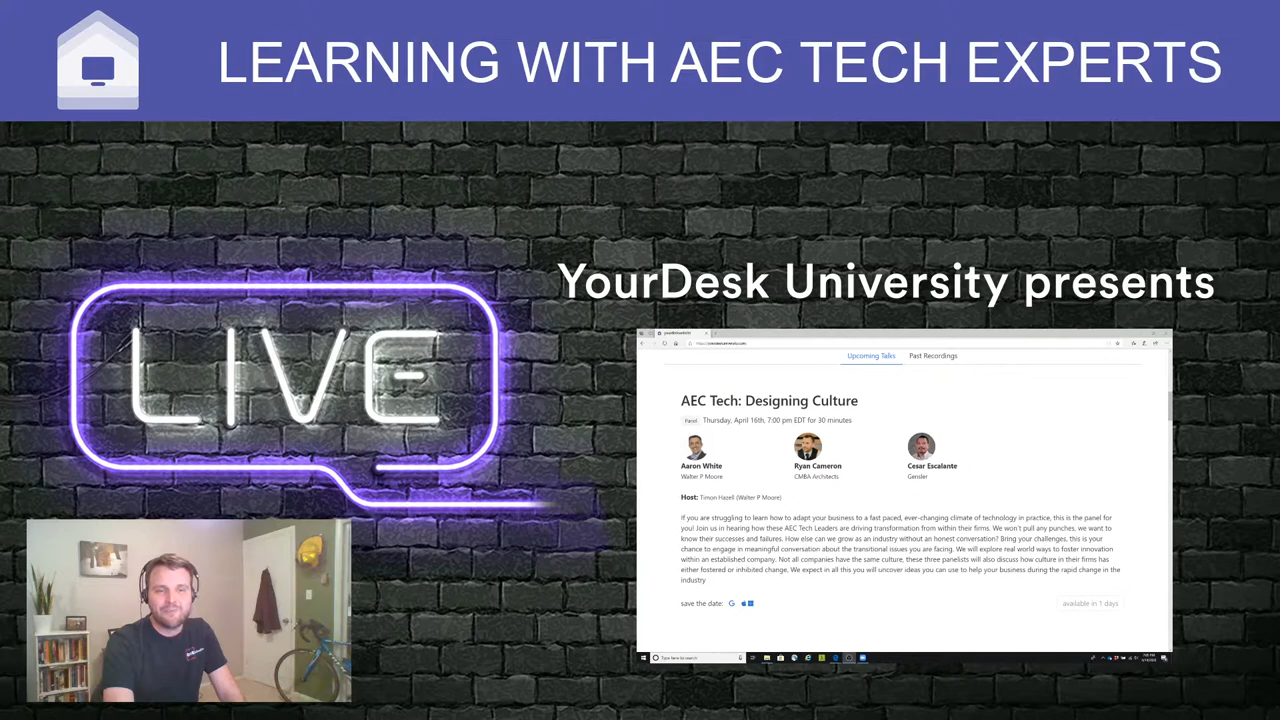 LEARNING WITH AEC TECH EXPERTS
YourDesk University presents
LIVE
Upcoming Talks Past Recordings
AEC Tech: Designing Culture
Panel Thursday, April 16th, 7:00 pm EDT for 30 minutes
Aaron White Ryan Cameron Cesar Escalante
Walter P Moore CMBA Architects Gensler
Host: Timon Hazell (Walter P Moore)
If you are struggling to learn how to adapt your business to a fast paced, ever-changing climate of technology in practice, this is the panel for
you! Join us in hearing how these AEC Tech Leaders are driving transformation from within their firms. We won't pull any punches, we want to
know their successes and failures. How else can we grow as an industry without an honest conversation? Bring your challenges, this is your
chance to engage in meaningful conversation about the transitional issues you are facing. We will explore real world ways to foster innovation
within an established company. Not all companies have the same culture, these three panelists will also discuss how culture in their firms has
either fostered or inhibited change. We expect in all this you will uncover ideas you can use to help your business during the rapid change in the
industry
save the date: G available in 1 days
Type here to search